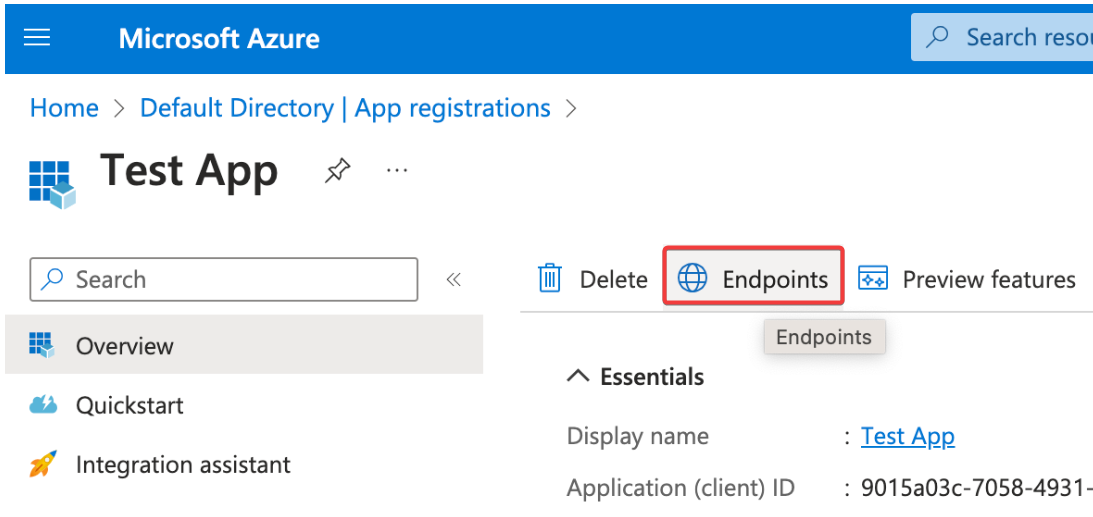 Microsoft Azure
Search resou
Home > Default Directory | App registrations >
Test App
Search
Delete
Endpoints
Preview features
Endpoints
Overview
Quickstart
Integration assistant
Essentials
Display name : Test App
Application (client) ID : 9015a03c-7058-4931-